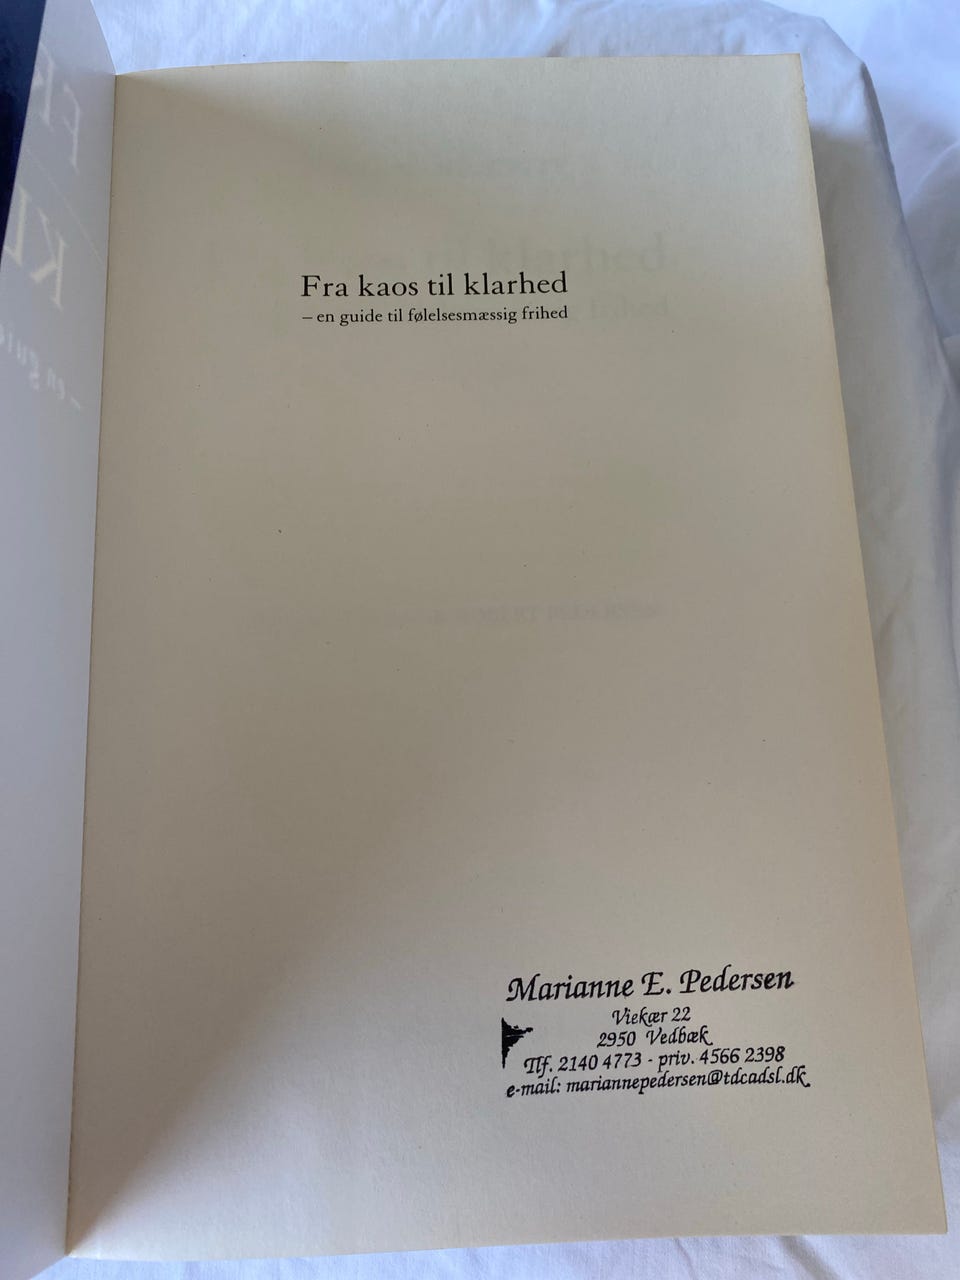 Fra kaos til klarhed
– en guide til følelsesmæssig frihed
Marianne E. Pedersen
Viekær 22
2950 Vedbæk
Tlf. 2140 4773 - priv. 4566 2398
e-mail: mariannepedersen@tdcadsl.dk